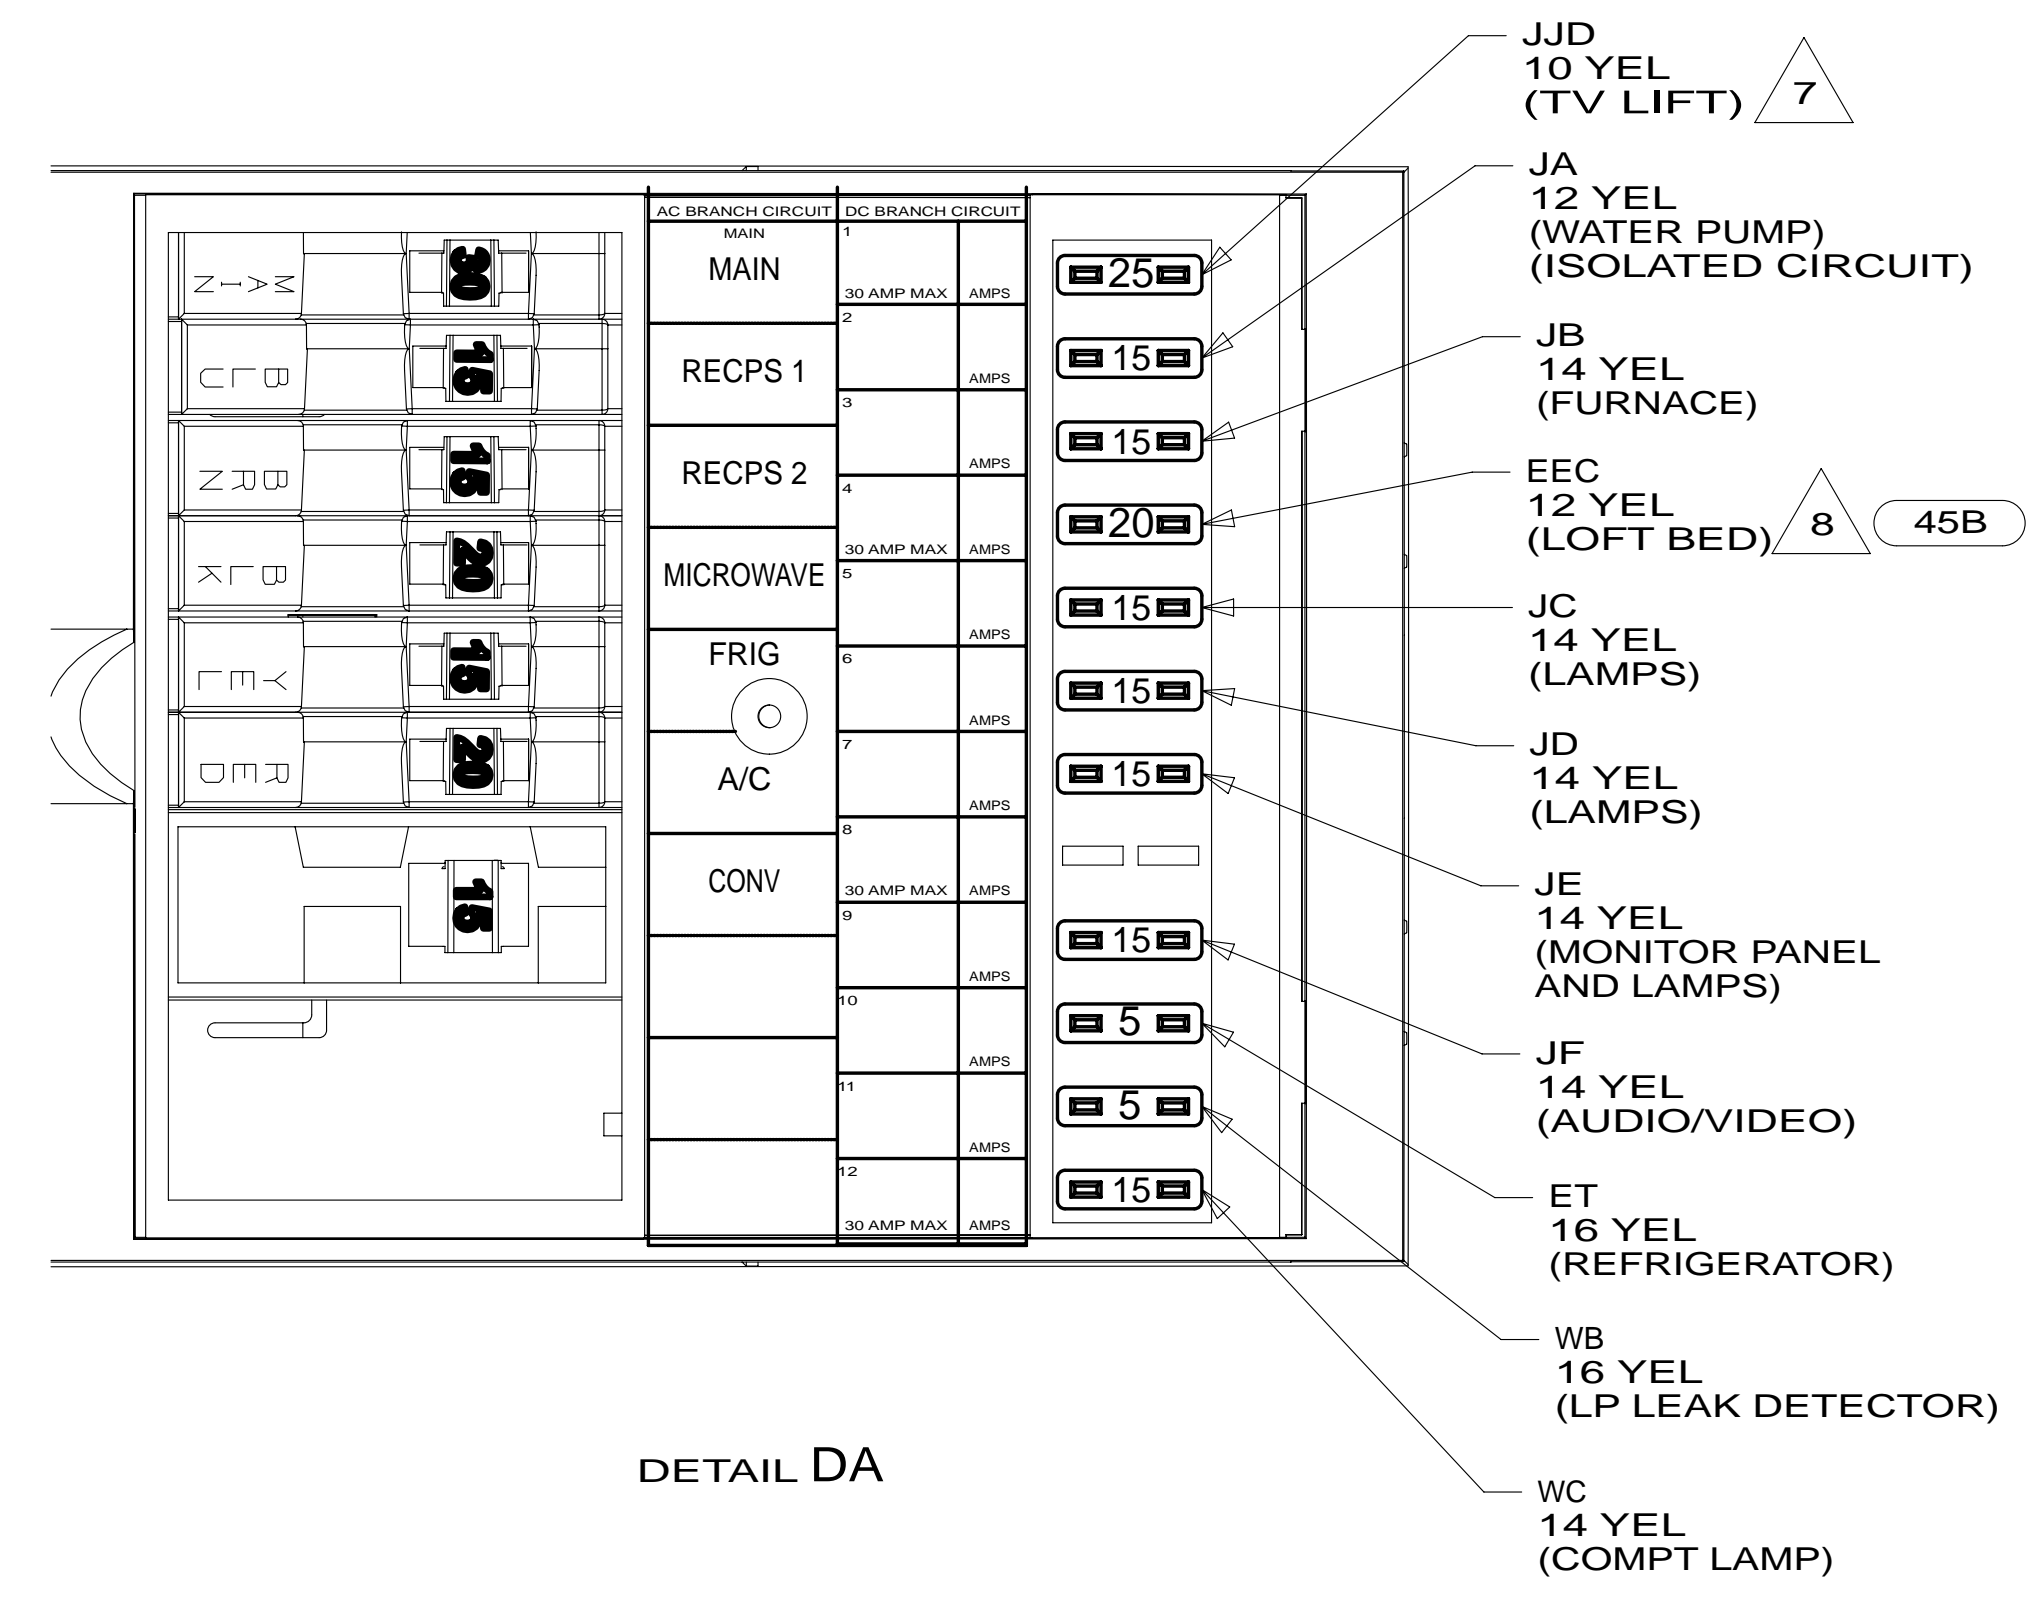 JJD
10 YEL
(TV LIFT)
7
JA
12 YEL
(WATER PUMP)
(ISOLATED CIRCUIT)
JB
14 YEL
(FURNACE)
EEC
12 YEL
(LOFT BED)
8
45B
JC
14 YEL
(LAMPS)
JD
14 YEL
(LAMPS)
JE
14 YEL
(MONITOR PANEL
AND LAMPS)
JF
14 YEL
(AUDIO/VIDEO)
ET
16 YEL
(REFRIGERATOR)
WB
16 YEL
(LP LEAK DETECTOR)
WC
14 YEL
(COMPT LAMP)
MAIN
30
BLU
15
BRN
15
BLK
20
YEL
15
RED
20
15
AC BRANCH CIRCUIT
MAIN
MAIN
RECPS 1
RECPS 2
MICROWAVE
FRIG
A/C
CONV
DC BRANCH CIRCUIT
1
30 AMP MAX AMPS
2
AMPS
3
AMPS
4
30 AMP MAX AMPS
5
AMPS
6
AMPS
7
AMPS
8
30 AMP MAX AMPS
9
AMPS
10
AMPS
11
AMPS
12
30 AMP MAX AMPS
25
15
15
20
15
15
15
15
5
5
15
DETAIL DA